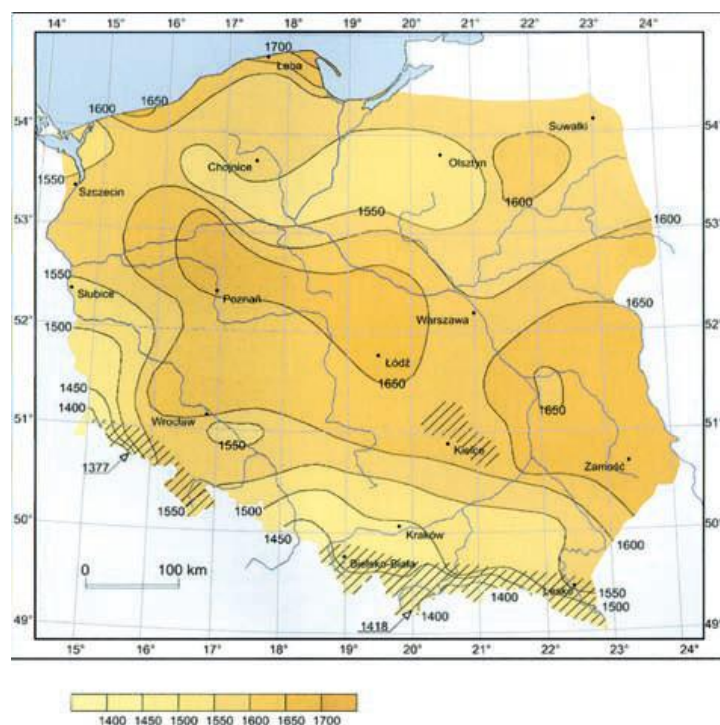 14° 15° 16° 17° 18° 19° 20° 21° 22° 23° 24°
1700
Łeba
1650
1600
54° 54°
Suwałki
Chojnice
Olsztyn
1550
Szczecin
1600
53° 1550 1600 53°
1550
Słubice
1650
Poznań
52° Warszawa 52°
1500
Łódź
1450 1650
51° 1400 1650 51°
Wrocław
1550
Kielce
Zamość
1377
1550 1500
50° 50°
1450 Kraków 1600
0 100 km
Bielsko-Biała
Lesko 1550
1400 1500
49° 1400 49°
1418
15° 16° 17° 18° 19° 20° 21° 22° 23° 24°
1400 1450 1500 1550 1600 1650 1700